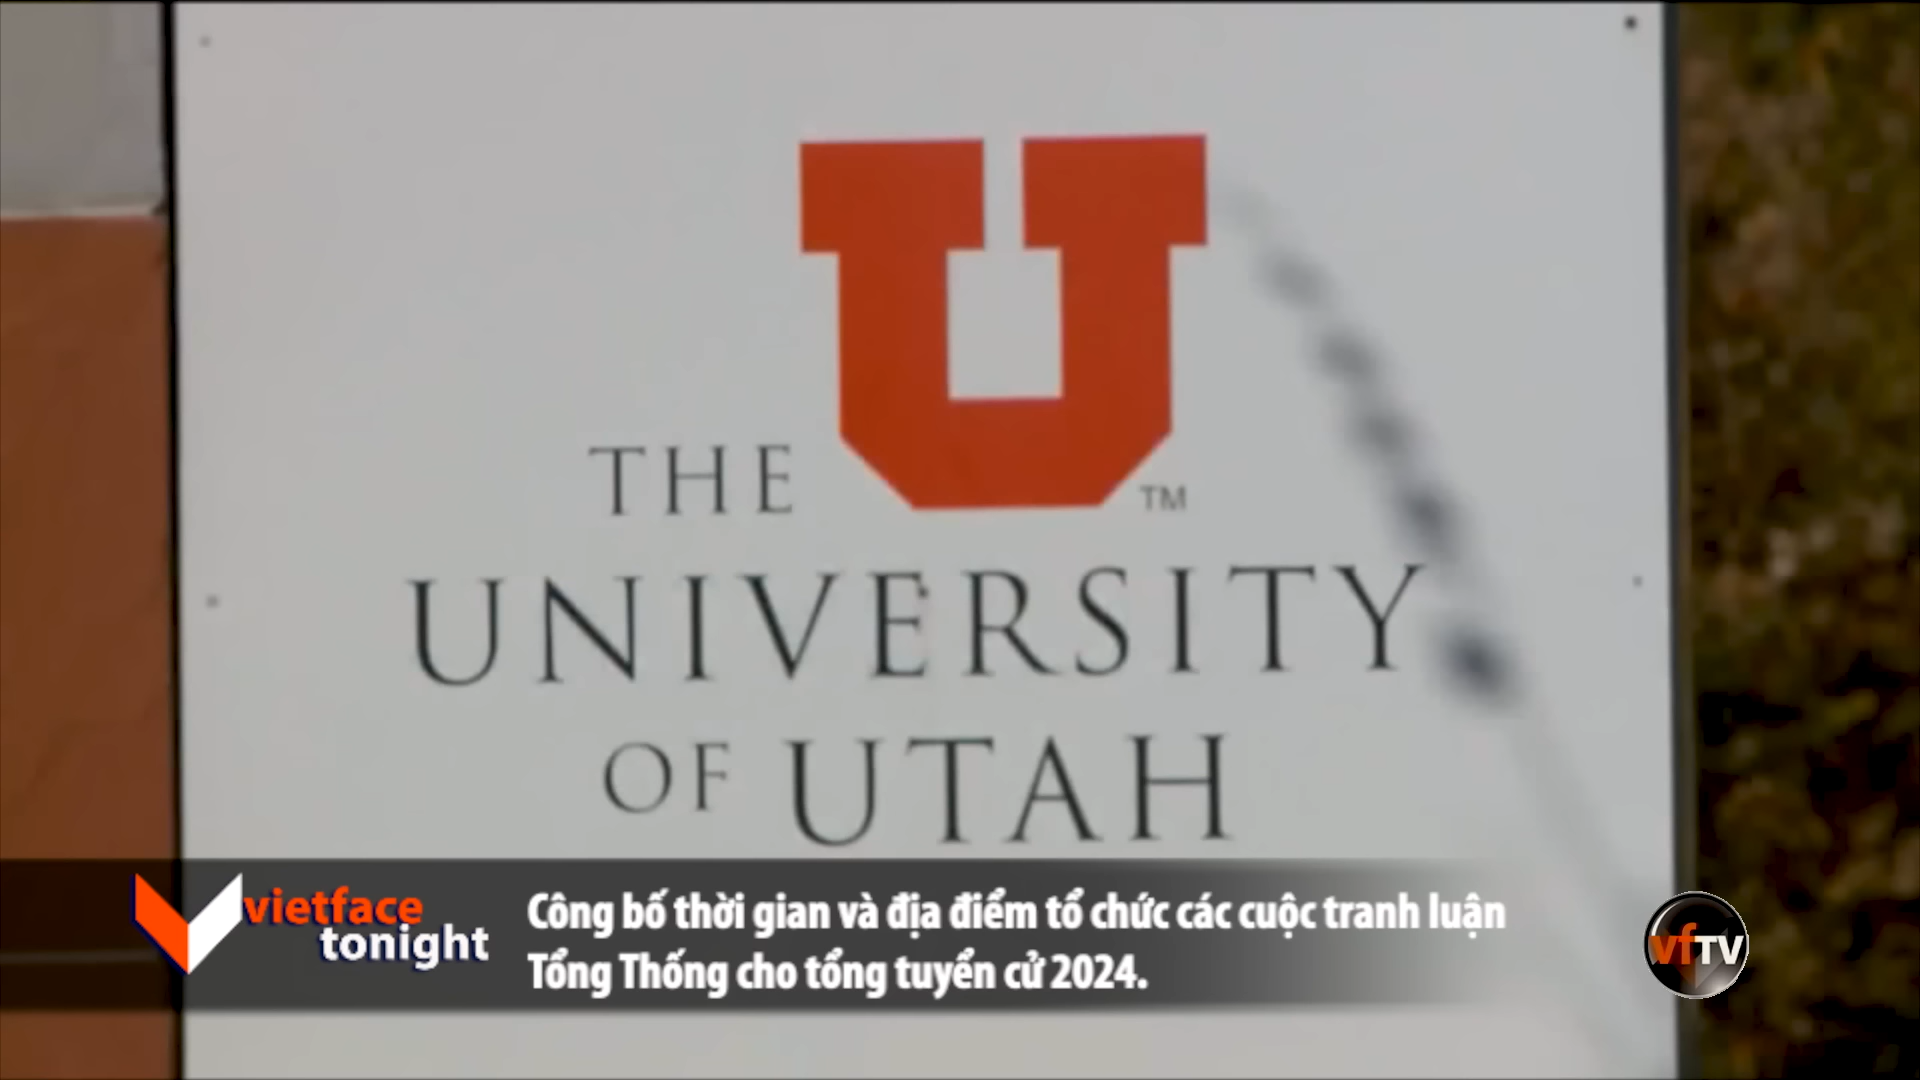 U
THE
TM
UNIVERSITY
OF UTAH
vietface
tonight
Công bố thời gian và địa điểm tổ chức các cuộc tranh luận
Tổng Thống cho tổng tuyển cử 2024.
vfTV